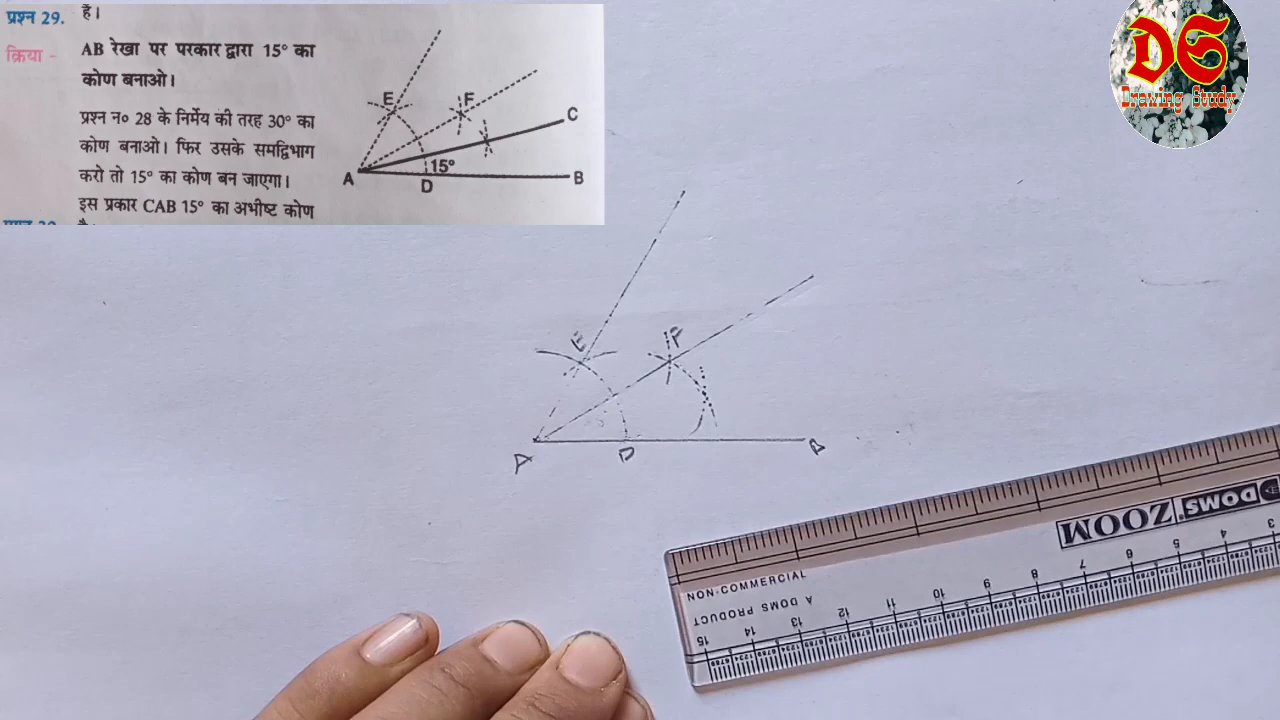 प्रश्न 29.
है।
क्रिया -
AB रेखा पर परकार द्वारा 15° का
कोण बनाओ।
प्रश्न न० 28 के निर्मेय की तरह 30° का
कोण बनाओ। फिर उसके समद्विभाग
करो तो 15° का कोण बन जाएगा।
इस प्रकार CAB 15° का अभीष्ट कोण
E
F
C
15°
A
D
B
DS
Drawing Study
E
F
A
D
B
DOMS ZOOM
NON-COMMERCIAL
A DOMS PRODUCT
15 14 13 12 11 10 9 8 7 6 5 4 3